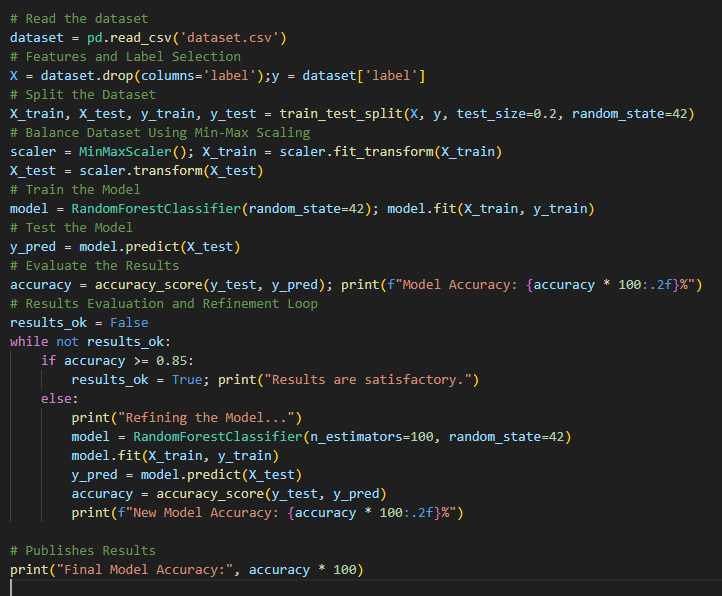 # Read the dataset
dataset = pd.read_csv('dataset.csv')
# Features and Label Selection
X = dataset.drop(columns='label');y = dataset['label']
# Split the Dataset
X_train, X_test, y_train, y_test = train_test_split(X, y, test_size=0.2, random_state=42)
# Balance Dataset Using Min-Max Scaling
scaler = MinMaxScaler(); X_train = scaler.fit_transform(X_train)
X_test = scaler.transform(X_test)
# Train the Model
model = RandomForestClassifier(random_state=42); model.fit(X_train, y_train)
# Test the Model
y_pred = model.predict(X_test)
# Evaluate the Results
accuracy = accuracy_score(y_test, y_pred); print(f"Model Accuracy: {accuracy * 100:.2f}%")
# Results Evaluation and Refinement Loop
results_ok = False
while not results_ok:
    if accuracy >= 0.85:
        results_ok = True; print("Results are satisfactory.")
    else:
        print("Refining the Model...")
        model = RandomForestClassifier(n_estimators=100, random_state=42)
        model.fit(X_train, y_train)
        y_pred = model.predict(X_test)
        accuracy = accuracy_score(y_test, y_pred)
        print(f"New Model Accuracy: {accuracy * 100:.2f}%")

# Publishes Results
print("Final Model Accuracy:", accuracy * 100)